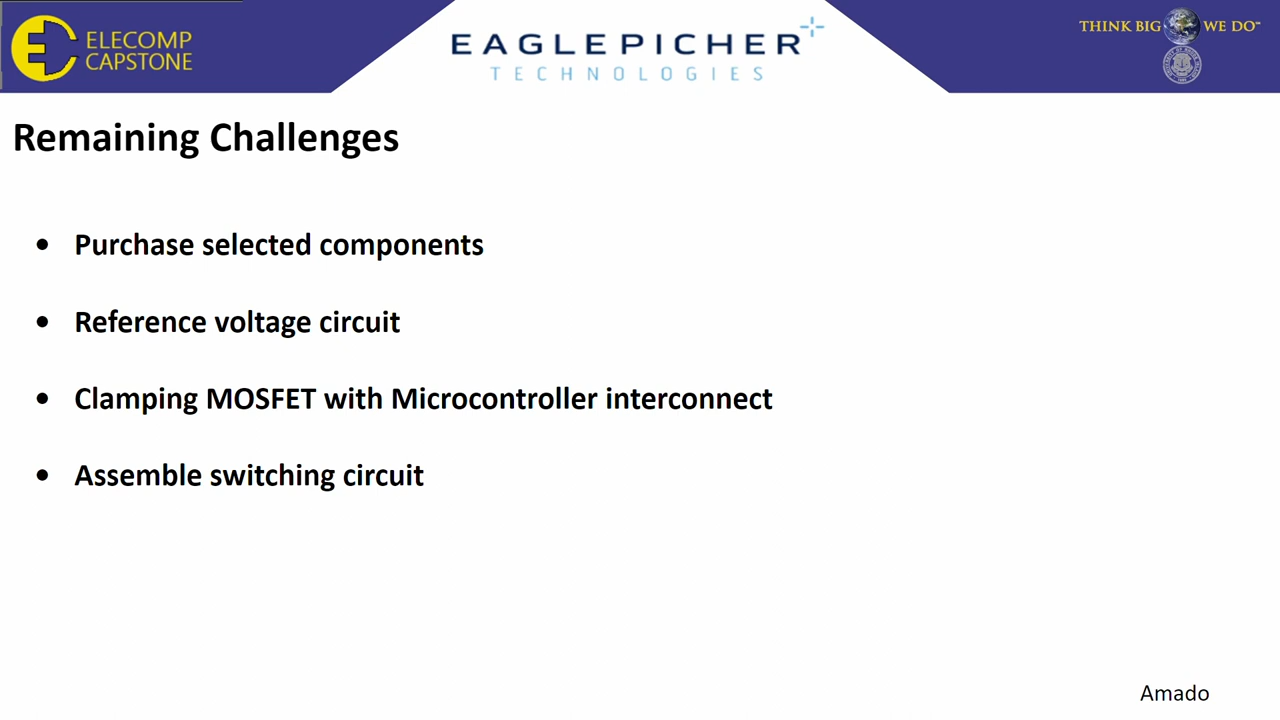 ELECOMP
CAPSTONE
EAGLEPICHER
TECHNOLOGIES
THINK BIG WE DO
Remaining Challenges
• Purchase selected components
• Reference voltage circuit
• Clamping MOSFET with Microcontroller interconnect
• Assemble switching circuit
Amado